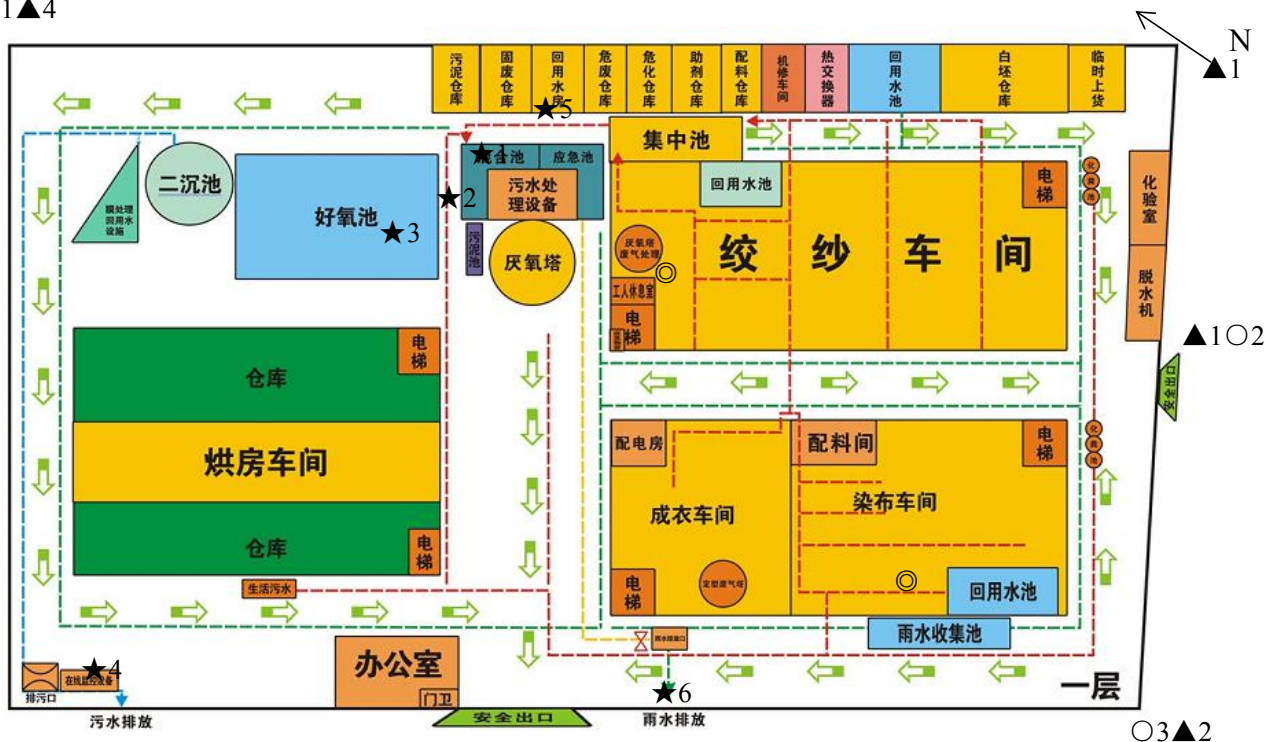 1▲4
N
▲1
污泥仓库
固废仓库
回用水房
危废仓库
危化仓库
助剂仓库
配料仓库
机修车间
热交换器
回用水池
白坯仓库
临时上货
★5
集中池
★1
合池
应急池
污水处
理设备
★2
二沉池
膜处理
回用水
设施
好氧池
★3
污泥池
厌氧塔
回用水池
电梯
化粪池
化验室
脱水机
绞纱车间
厌氧塔
废气处理
◎
工人休息室
电梯
▲1○2
安全出口
仓库
电梯
烘房车间
仓库
电梯
生活污水
配电房
配料间
电梯
化粪池
成衣车间
染布车间
电梯
定型废气塔
◎
回用水池
雨水收集池
雨水排放口
办公室
门卫
★4
在线监控设备
排污口
污水排放
安全出口
★6
雨水排放
一层
○3▲2